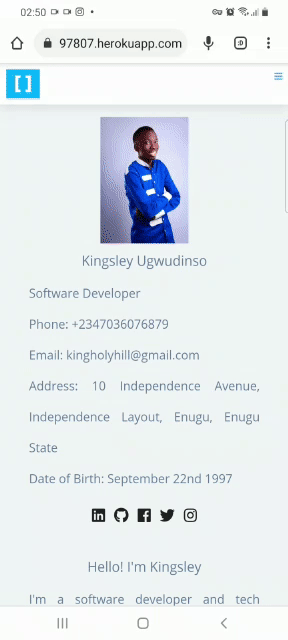 02:50
97807.herokuapp.com
[ ]
Kingsley Ugwudinso
Software Developer
Phone: +2347036076879
Email: kingholyhill@gmail.com
Address: 10 Independence Avenue,
Independence Layout, Enugu, Enugu
State
Date of Birth: September 22nd 1997
Hello! I'm Kingsley
I'm a software developer and tech